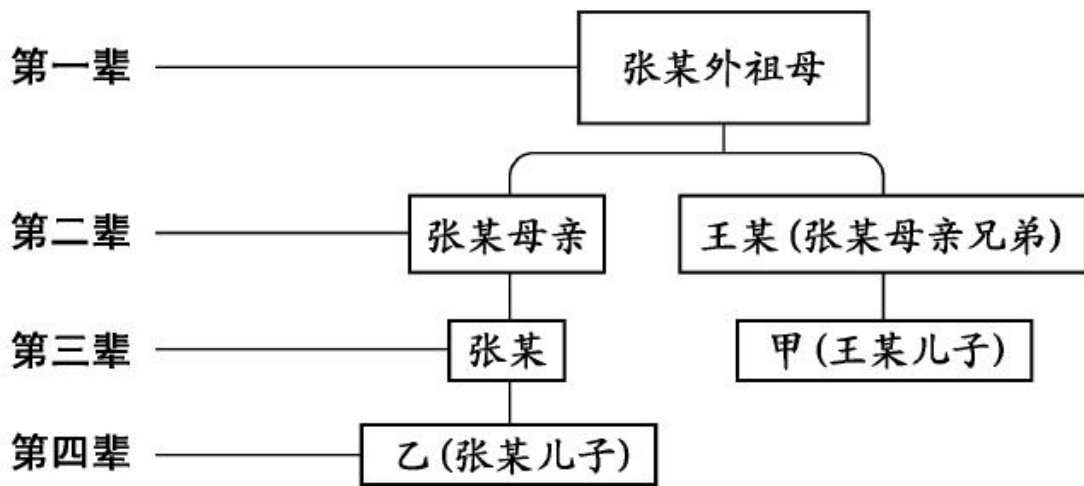 第一辈 张某外祖母
第二辈 张某母亲 王某(张某母亲兄弟)
第三辈 张某 甲(王某儿子)
第四辈 乙(张某儿子)